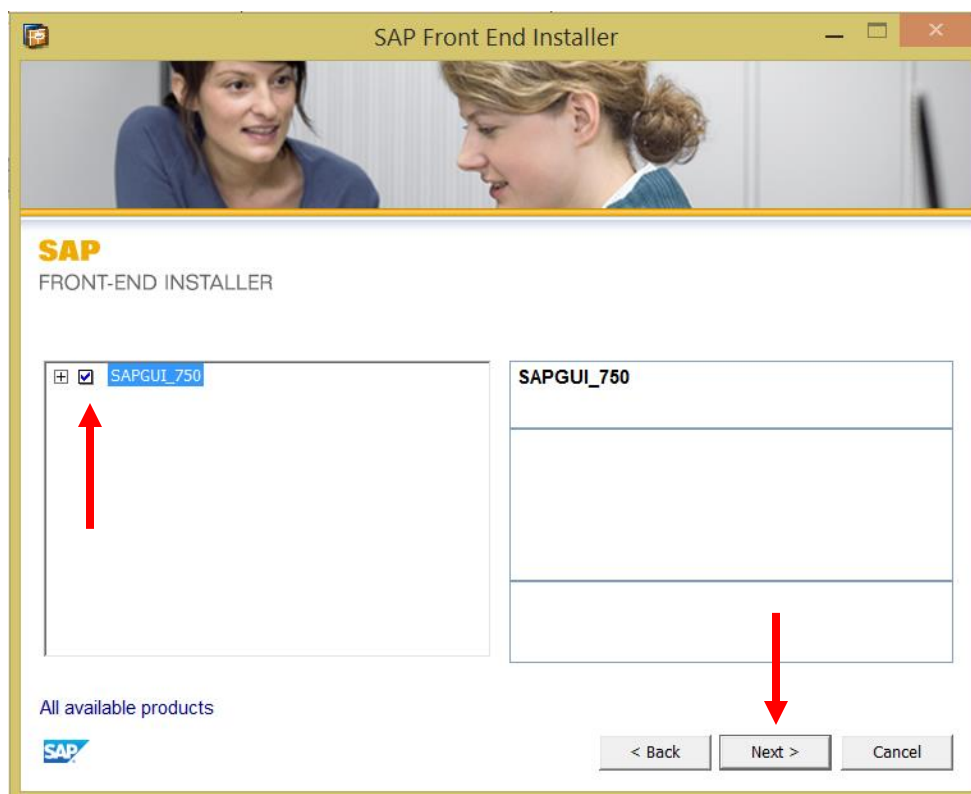 SAP Front End Installer
SAP
FRONT-END INSTALLER
SAPGUI_750
SAPGUI_750
All available products
SAP
< Back
Next >
Cancel